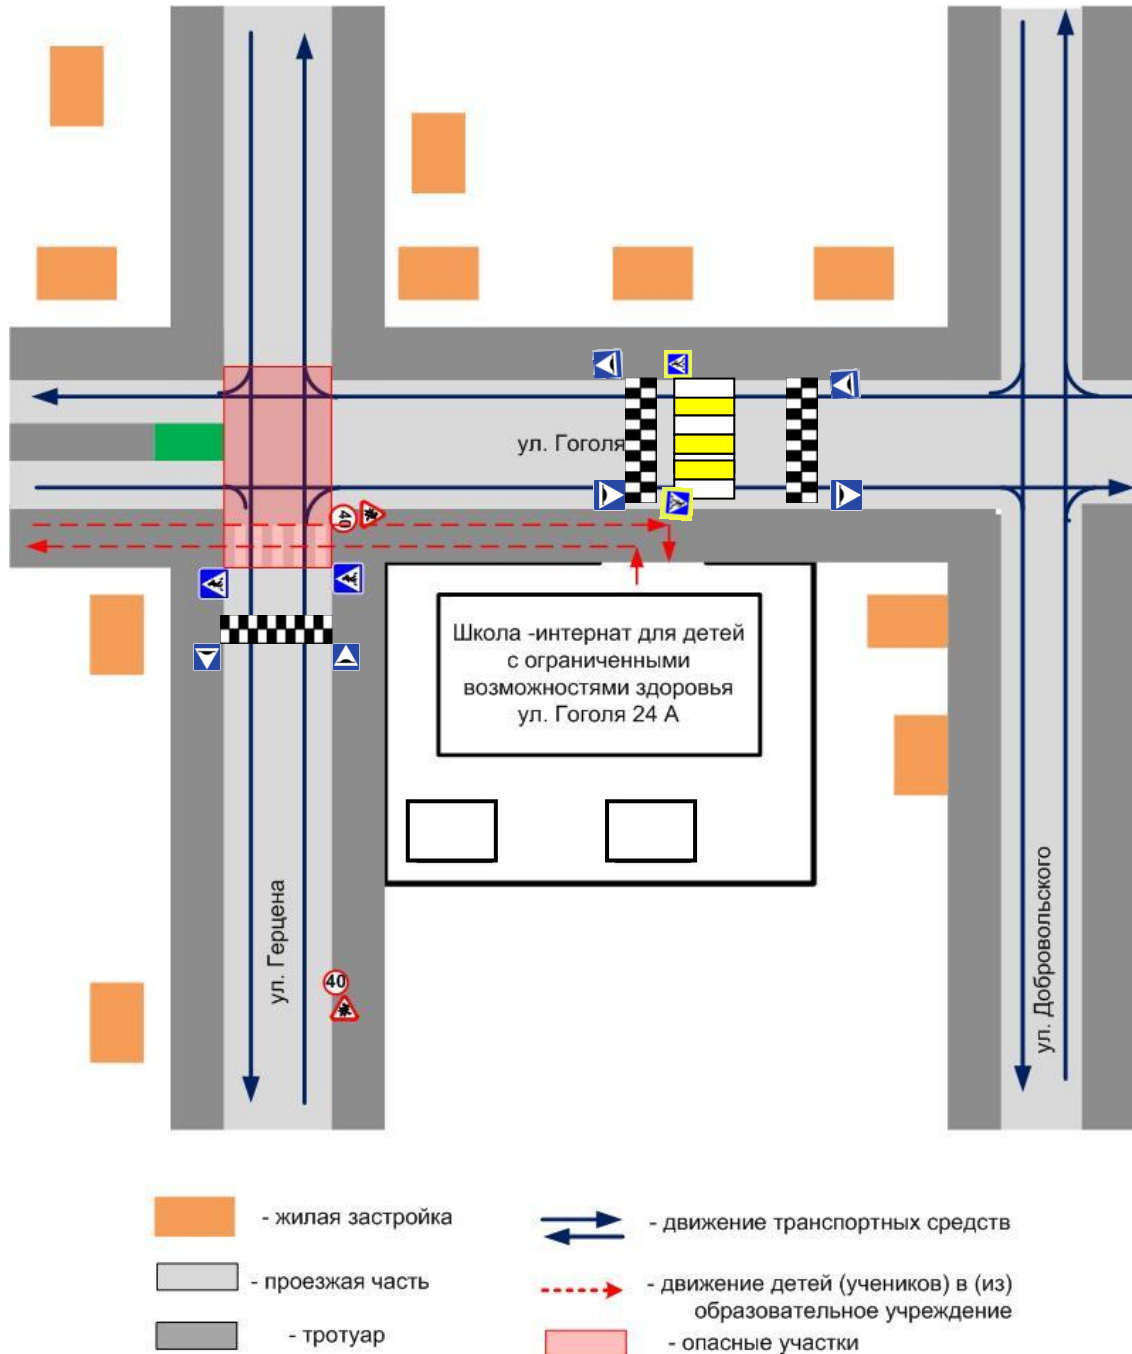 ул. Гоголя
40
Школа -интернат для детей
с ограниченными
возможностями здоровья
ул. Гоголя 24 А
ул. Герцена
40
ул. Добровольского
- жилая застройка
- движение транспортных средств
- проезжая часть
- движение детей (учеников) в (из)
образовательное учреждение
- тротуар
- опасные участки